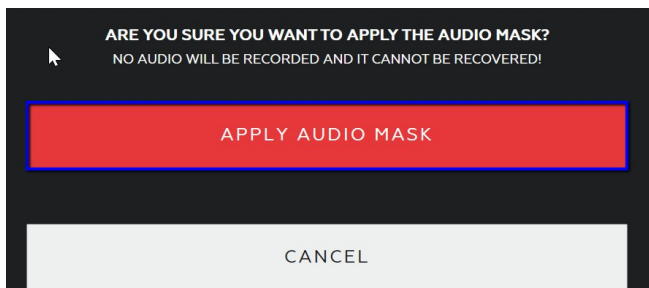 ARE YOU SURE YOU WANT TO APPLY THE AUDIO MASK?
NO AUDIO WILL BE RECORDED AND IT CANNOT BE RECOVERED!
APPLY AUDIO MASK
CANCEL